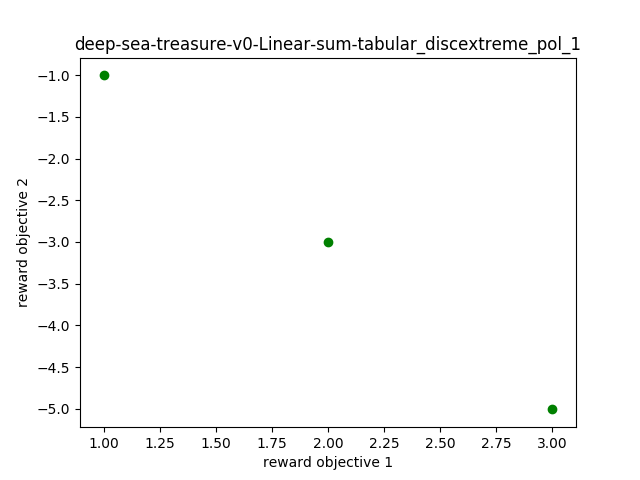 deep-sea-treasure-v0-Linear-sum-tabular_discextreme_pol_1
−1.0
−1.5
−2.0
−2.5
−3.0
−3.5
−4.0
−4.5
−5.0
reward objective 2
1.00 1.25 1.50 1.75 2.00 2.25 2.50 2.75 3.00
reward objective 1